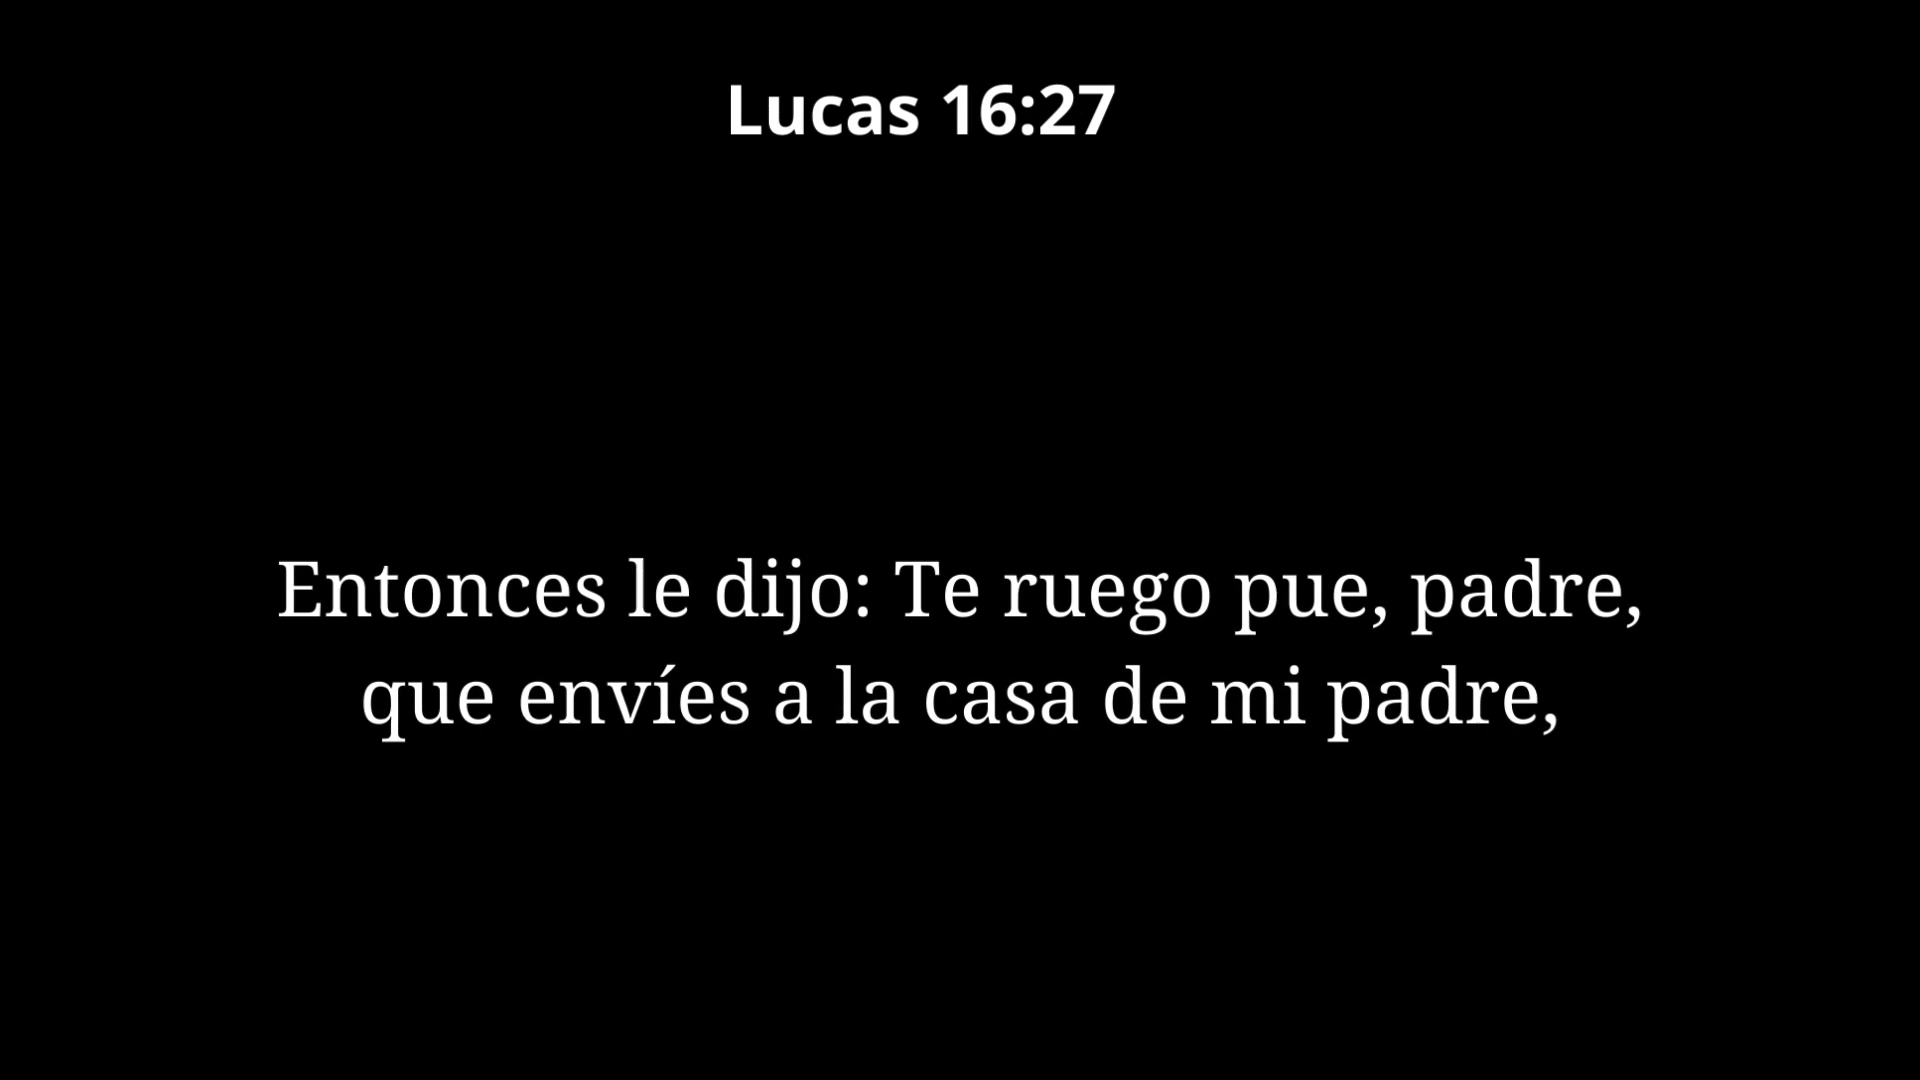 Lucas 16:27
Entonces le dijo: Te ruego pue, padre,
que envíes a la casa de mi padre,